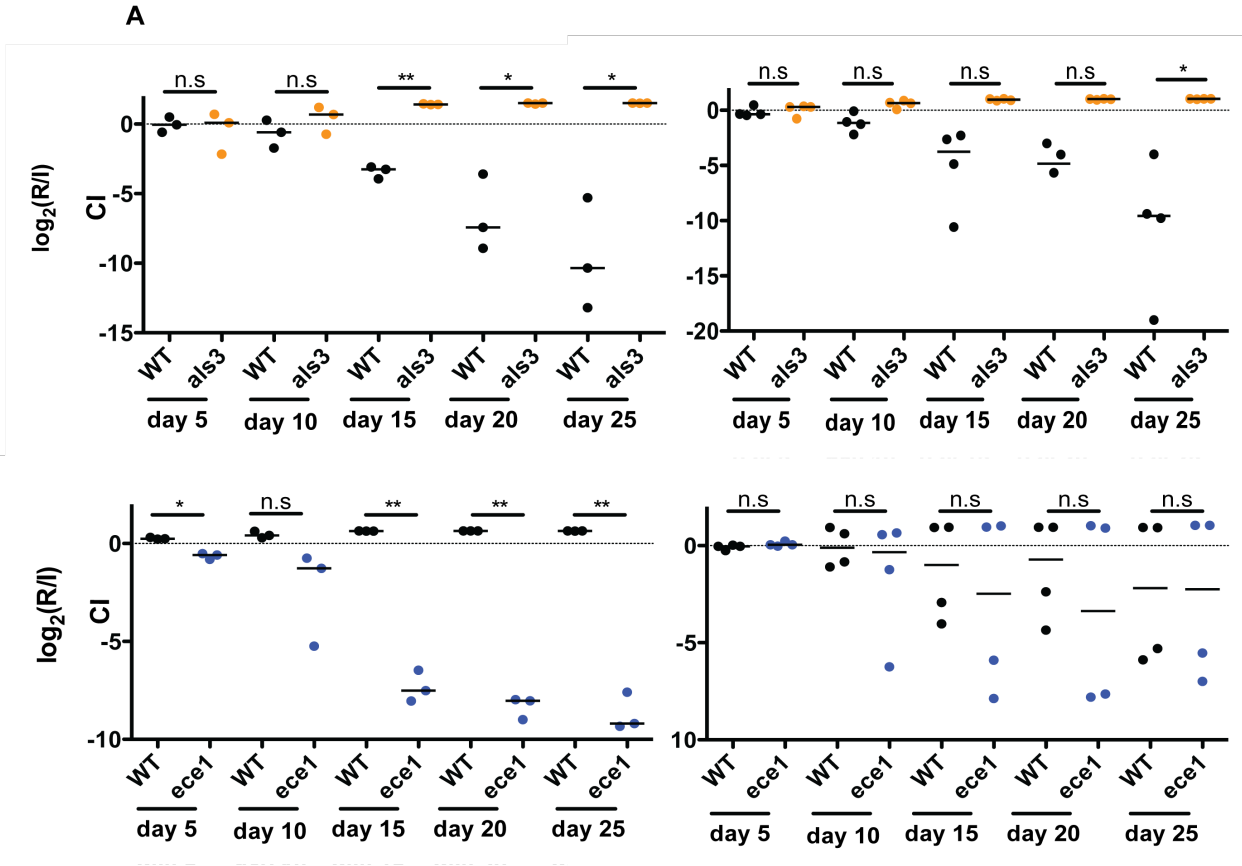 A
n.s n.s ** * *
log2(R/I)
CI
0
-5
-10
-15
WT als3 WT als3 WT als3 WT als3 WT als3
day 5 day 10 day 15 day 20 day 25
n.s n.s n.s n.s *
0
-5
-10
-15
-20
WT als3 WT als3 WT als3 WT als3 WT als3
day 5 day 10 day 15 day 20 day 25
* n.s ** ** **
log2(R/I)
CI
0
-5
-10
WT ece1 WT ece1 WT ece1 WT ece1 WT ece1
day 5 day 10 day 15 day 20 day 25
n.s n.s n.s n.s n.s
0
-5
10
WT ece1 WT ece1 WT ece1 WT ece1 WT ece1
day 5 day 10 day 15 day 20 day 25